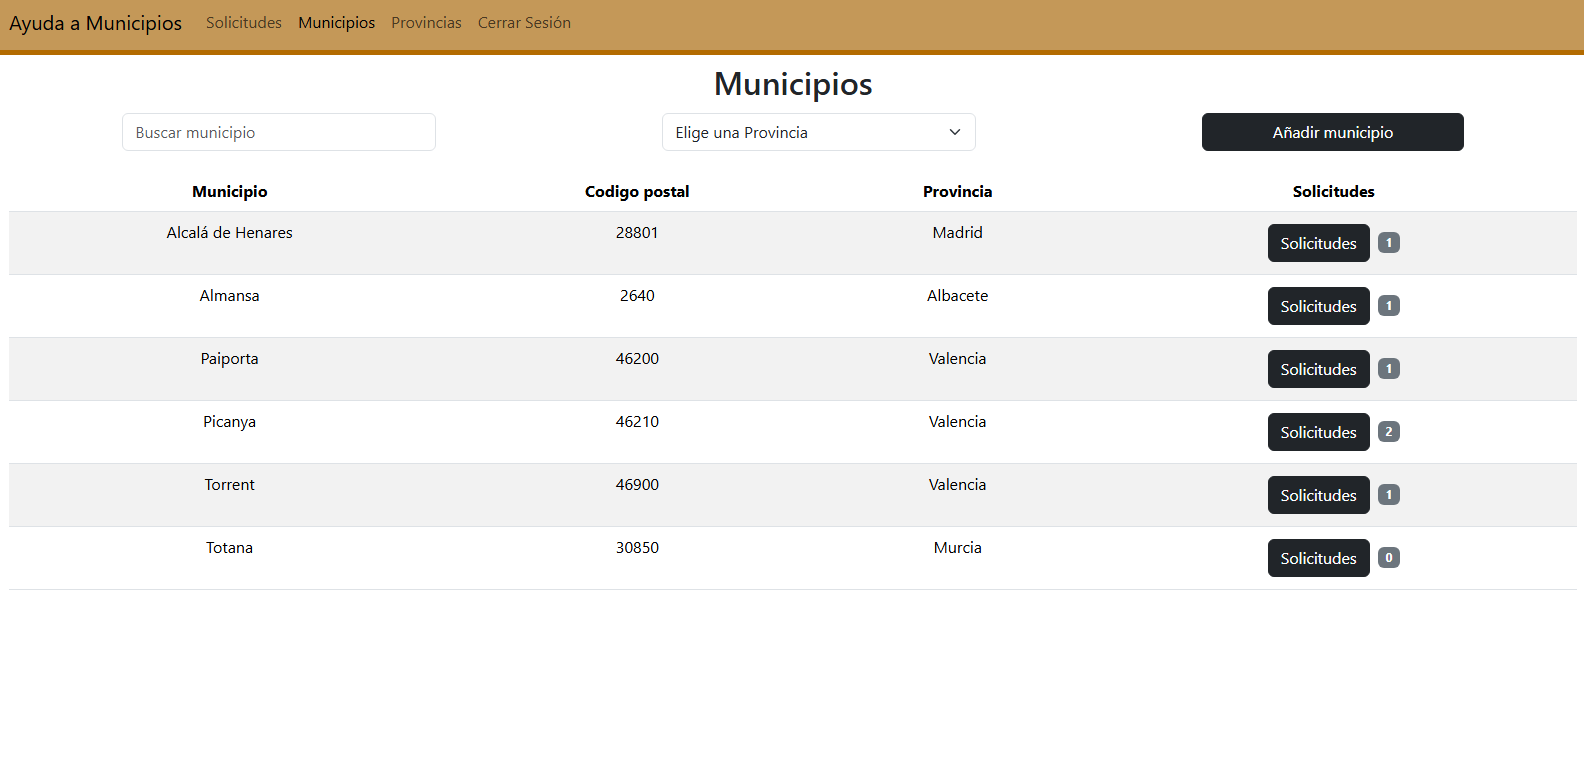 Ayuda a Municipios Solicitudes Municipios Provincias Cerrar Sesión
Municipios
Buscar municipio Elige una Provincia Añadir municipio
Municipio Codigo postal Provincia Solicitudes
Alcalá de Henares 28801 Madrid Solicitudes 1
Almansa 2640 Albacete Solicitudes 1
Paiporta 46200 Valencia Solicitudes 1
Picanya 46210 Valencia Solicitudes 2
Torrent 46900 Valencia Solicitudes 1
Totana 30850 Murcia Solicitudes 0